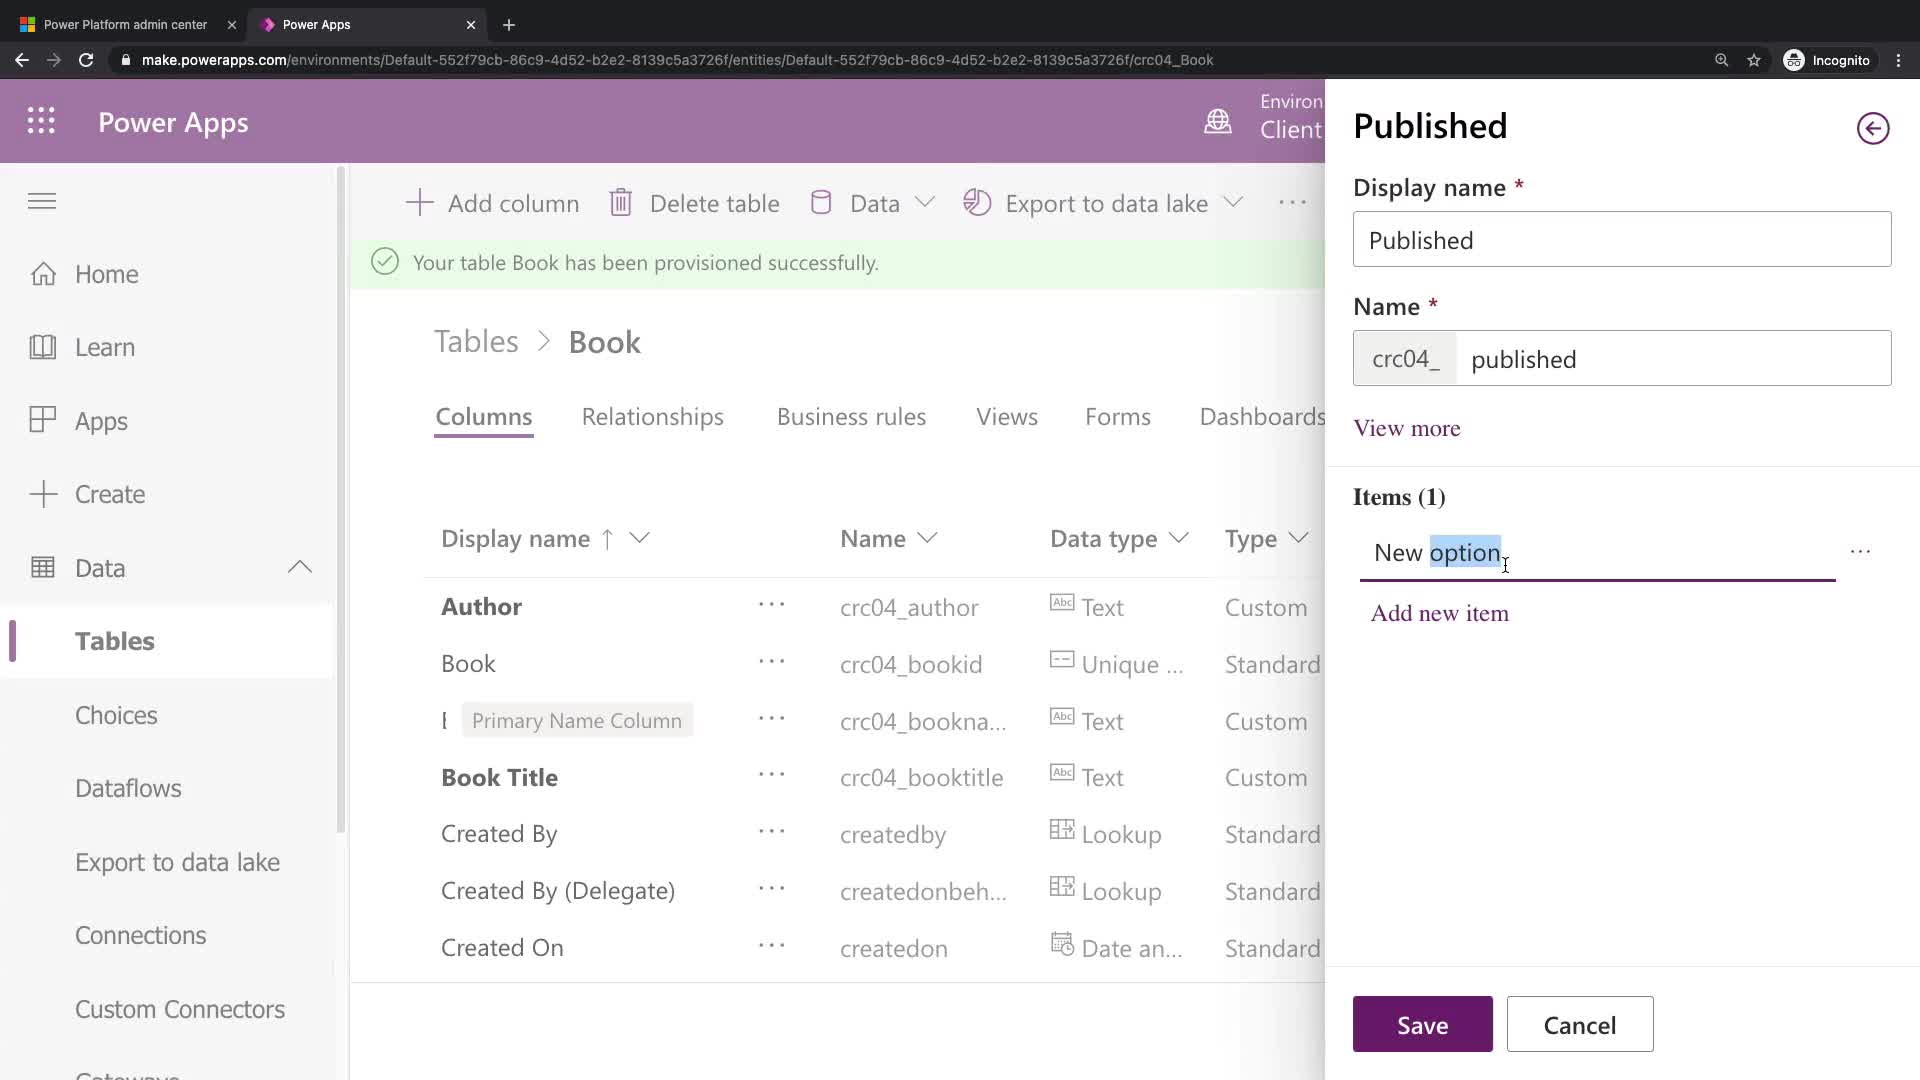 Power Platform admin center
Power Apps
make.powerapps.com/environments/Default-552f79cb-86c9-4d52-b2e2-8139c5a3726f/entities/Default-552f79cb-86c9-4d52-b2e2-8139c5a3726f/crc04_Book
Incognito
Power Apps
Environ
Client
Home
Learn
Apps
Create
Data
Tables
Choices
Dataflows
Export to data lake
Connections
Custom Connectors
Add column Delete table Data Export to data lake ...
Your table Book has been provisioned successfully.
Tables > Book
Columns Relationships Business rules Views Forms Dashboards
Display name ↑ Name Data type Type
Author ... crc04_author Abc Text Custom
Book ... crc04_bookid Unique ... Standard
Primary Name Column ... crc04_bookna... Abc Text Custom
Book Title ... crc04_booktitle Abc Text Custom
Created By ... createdby Lookup Standard
Created By (Delegate) ... createdonbeh... Lookup Standard
Created On ... createdon Date an... Standard
Published
Display name *
Published
Name *
crc04_ published
View more
Items (1)
New option ...
Add new item
Save Cancel